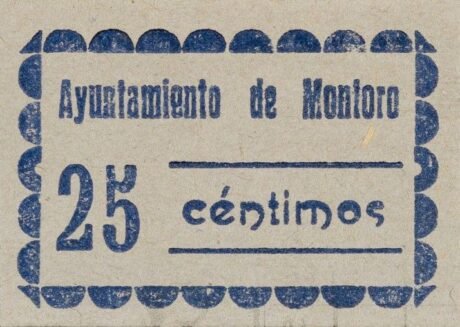 Ayuntamiento de Montoro
25 céntimos